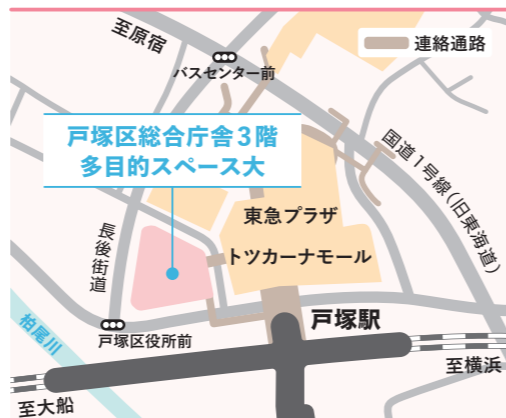 連絡通路
至原宿
バスセンター前
戸塚区総合庁舎3階
多目的スペース大
国道1号線(旧東海道)
東急プラザ
トツカーナモール
長後街道
戸塚区役所前
戸塚駅
柏尾川
至横浜
至大船